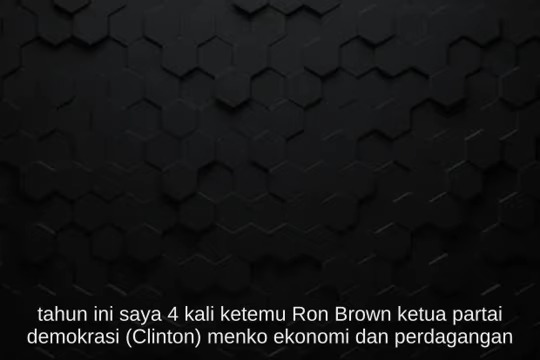 tahun ini saya 4 kali ketemu Ron Brown ketua partai
demokrasi (Clinton) menko ekonomi dan perdagangan